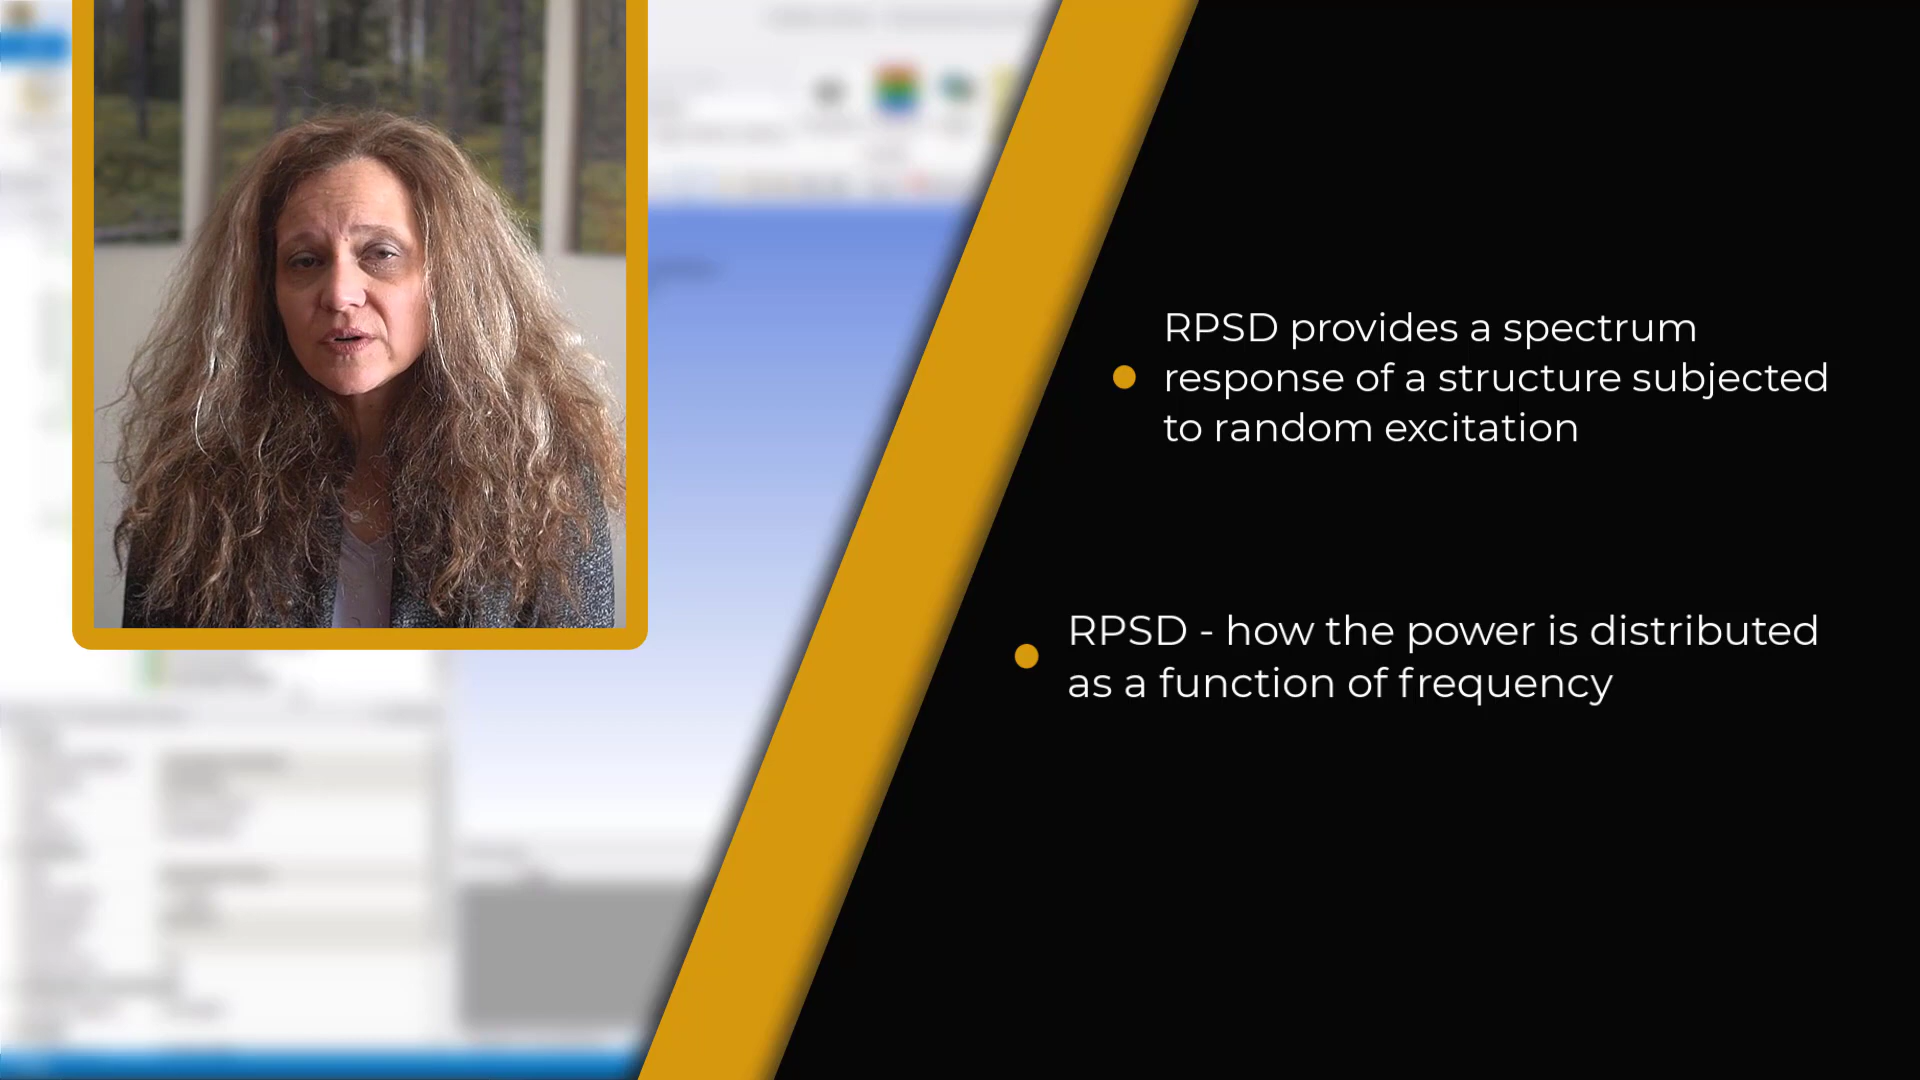 RPSD provides a spectrum
response of a structure subjected
to random excitation
RPSD - how the power is distributed
as a function of frequency